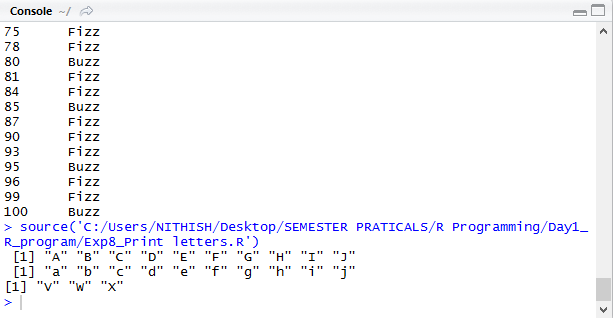 Console ~/
75      Fizz
78      Fizz
80      Buzz
81      Fizz
84      Fizz
85      Buzz
87      Fizz
90      Fizz
93      Fizz
95      Buzz
96      Fizz
99      Fizz
100     Buzz
> source('C:/Users/NITHISH/Desktop/SEMESTER PRATICALS/R Programming/Day1_
R_program/Exp8_Print letters.R')
 [1] "A" "B" "C" "D" "E" "F" "G" "H" "I" "J"
 [1] "a" "b" "c" "d" "e" "f" "g" "h" "i" "j"
[1] "V" "W" "X"
>